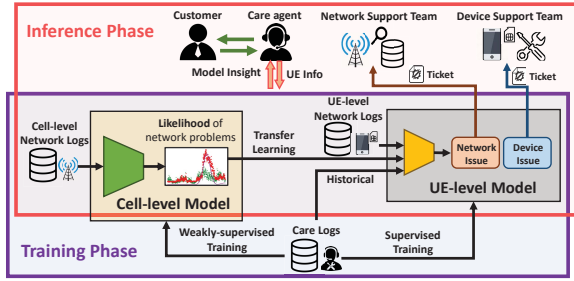 Inference Phase
Customer
Care agent
Network Support Team
Device Support Team
Model Insight
UE Info
Ticket
Ticket
Cell-level
Network Logs
Likelihood of
network problems
Transfer
Learning
UE-level
Network Logs
Historical
Network
Issue
Device
Issue
Cell-level Model
UE-level Model
Weakly-supervised
Training
Care Logs
Supervised
Training
Training Phase